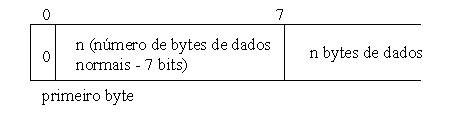 0 7
0 n (número de bytes de dados
normais - 7 bits)
n bytes de dados
primeiro byte